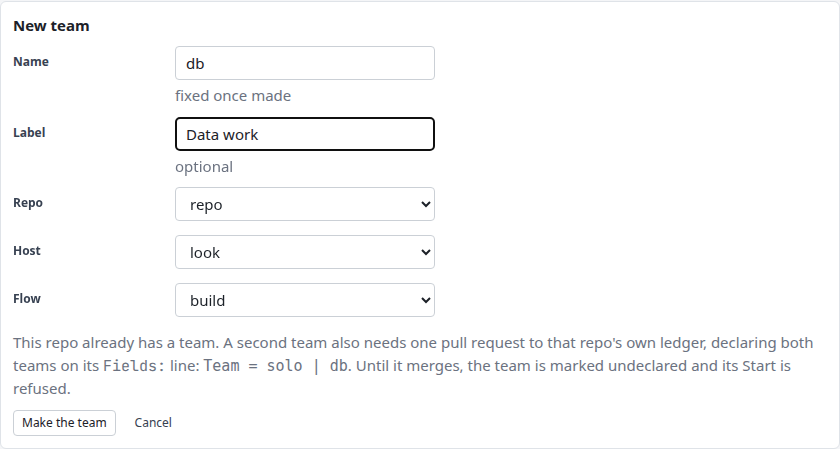 New team
Name
db
fixed once made
Label
Data work
optional
Repo
repo
Host
look
Flow
build
This repo already has a team. A second team also needs one pull request to that repo's own ledger, declaring both
teams on its Fields: line: Team = solo | db. Until it merges, the team is marked undeclared and its Start is
refused.
Make the team
Cancel